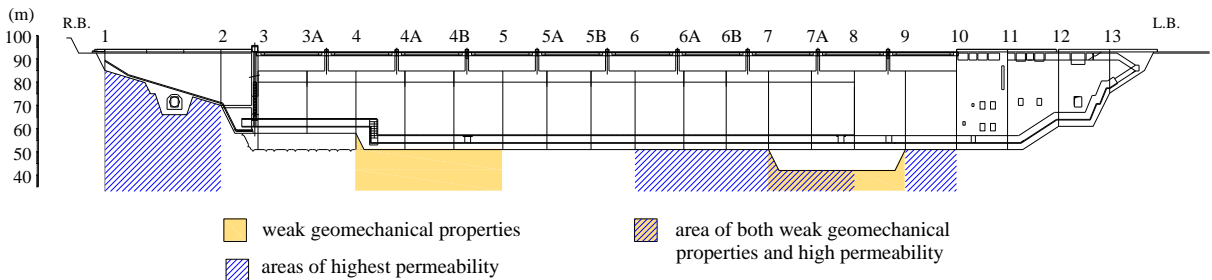 (m)
R.B.
L.B.
1 2 3 3A 4 4A 4B 5 5A 5B 6 6A 6B 7 7A 8 9 10 11 12 13
100
90
80
70
60
50
40
weak geomechanical properties
areas of highest permeability
area of both weak geomechanical
properties and high permeability